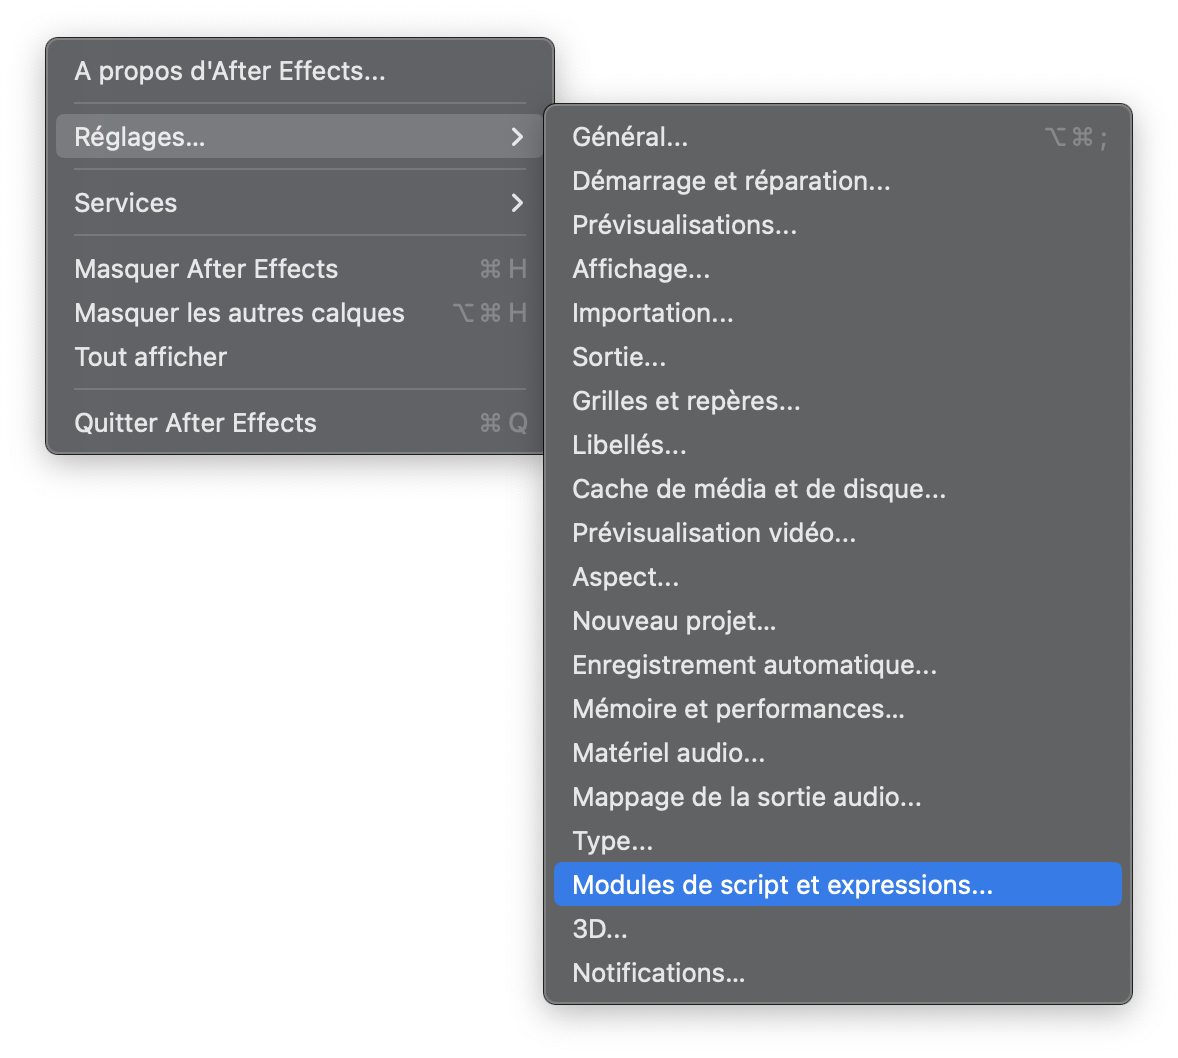 A propos d'After Effects...
Réglages...
Services
Masquer After Effects ⌘ H
Masquer les autres calques ⌥ ⌘ H
Tout afficher
Quitter After Effects ⌘ Q
Général... ⌥ ⌘ ;
Démarrage et réparation...
Prévisualisations...
Affichage...
Importation...
Sortie...
Grilles et repères...
Libellés...
Cache de média et de disque...
Prévisualisation vidéo...
Aspect...
Nouveau projet...
Enregistrement automatique...
Mémoire et performances...
Matériel audio...
Mappage de la sortie audio...
Type...
Modules de script et expressions...
3D...
Notifications...